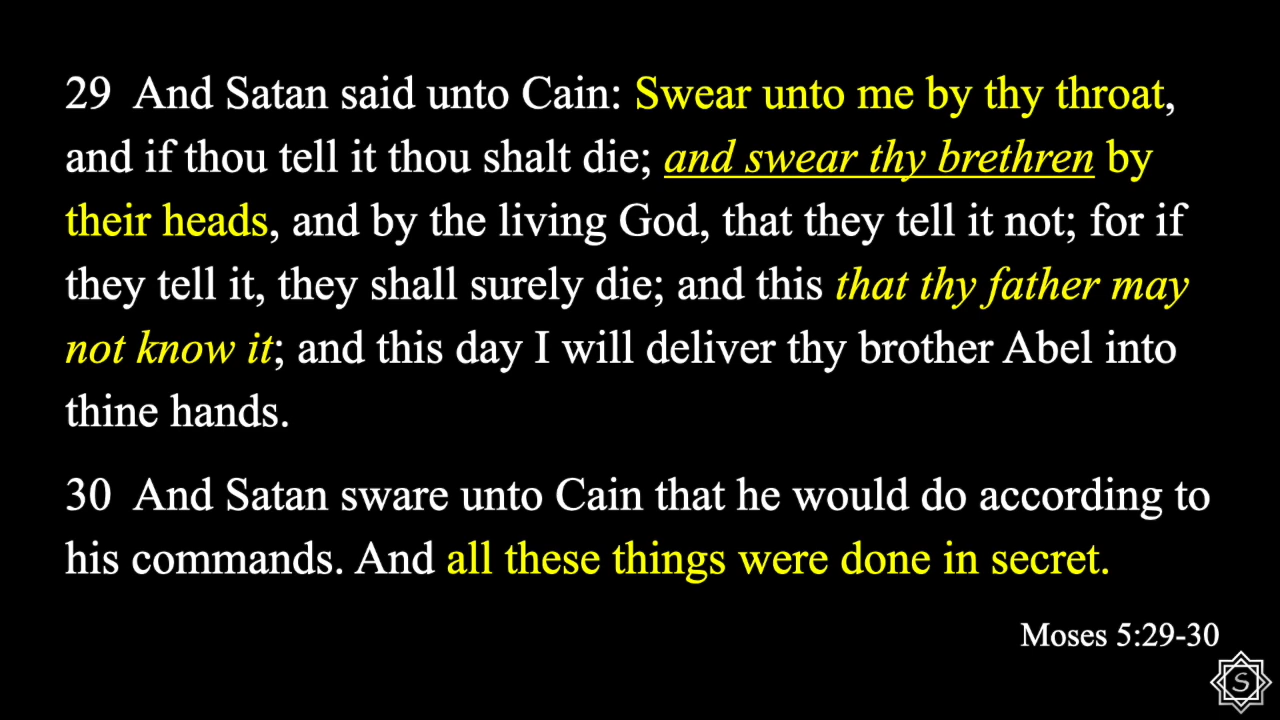 29 And Satan said unto Cain: Swear unto me by thy throat,
and if thou tell it thou shalt die; and swear thy brethren by
their heads, and by the living God, that they tell it not; for if
they tell it, they shall surely die; and this that thy father may
not know it; and this day I will deliver thy brother Abel into
thine hands.
30 And Satan sware unto Cain that he would do according to
his commands. And all these things were done in secret.
Moses 5:29-30
S